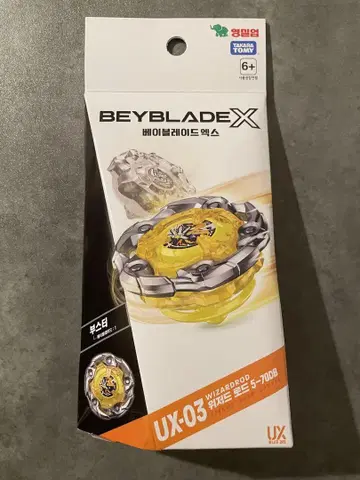 영실업
TAKARA TOMY
6+
BEYBLADE X
베이블레이드 엑스
부스터
UX-03
WIZARDROD
위저드 로드 5-70DB
UX